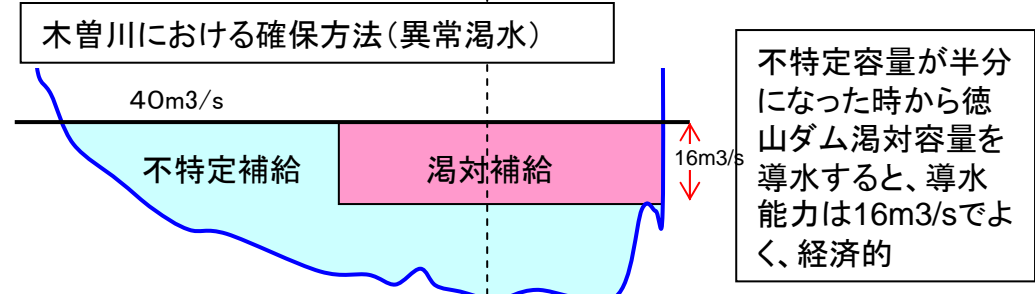 木曽川における確保方法（異常渇水）
40m3/s
不特定補給
渇対補給
16m3/s
不特定容量が半分
になった時から徳
山ダム渇対容量を
導水すると、導水
能力は16m3/sでよ
く、経済的